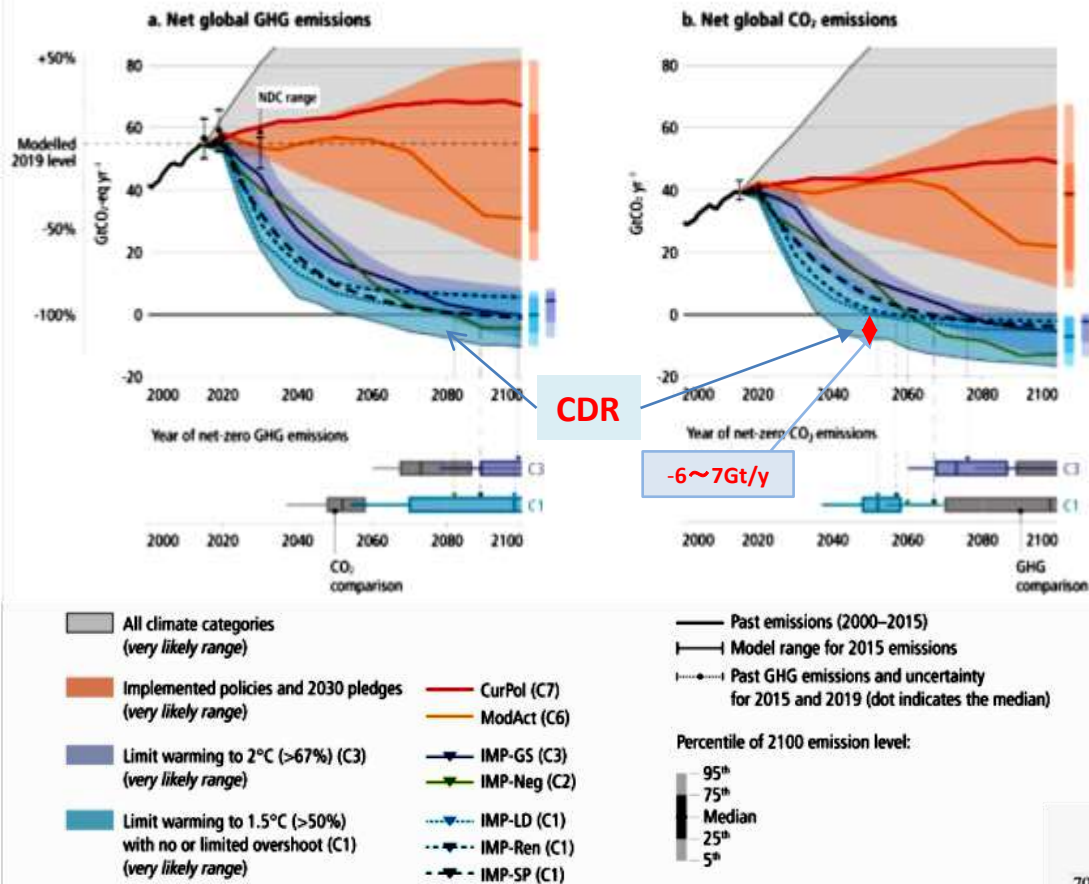 a. Net global GHG emissions
+50%
80
NDC range
60
Modelled
2019 level
GtCO₂-eq yr⁻¹
40
-50%
20
-100%
0
-20
2000 2020 2040 2060 2080 2100
Year of net-zero GHG emissions
C3
C1
2000 2020 2040 2060 2080 2100
CO₂
comparison
CDR
-6～7Gt/y
b. Net global CO₂ emissions
80
60
GtCO₂ yr⁻¹
40
20
0
-20
2000 2020 2040 2060 2080 2100
Year of net-zero CO₂ emissions
C3
C1
2000 2020 2040 2060 2080 2100
GHG
comparison
All climate categories
(very likely range)
Implemented policies and 2030 pledges
(very likely range)
Limit warming to 2°C (>67%) (C3)
(very likely range)
Limit warming to 1.5°C (>50%)
with no or limited overshoot (C1)
(very likely range)
CurPol (C7)
ModAct (C6)
IMP-GS (C3)
IMP-Neg (C2)
IMP-LD (C1)
IMP-Ren (C1)
IMP-SP (C1)
Past emissions (2000–2015)
Model range for 2015 emissions
Past GHG emissions and uncertainty
for 2015 and 2019 (dot indicates the median)
Percentile of 2100 emission level:
95th
75th
Median
25th
5th